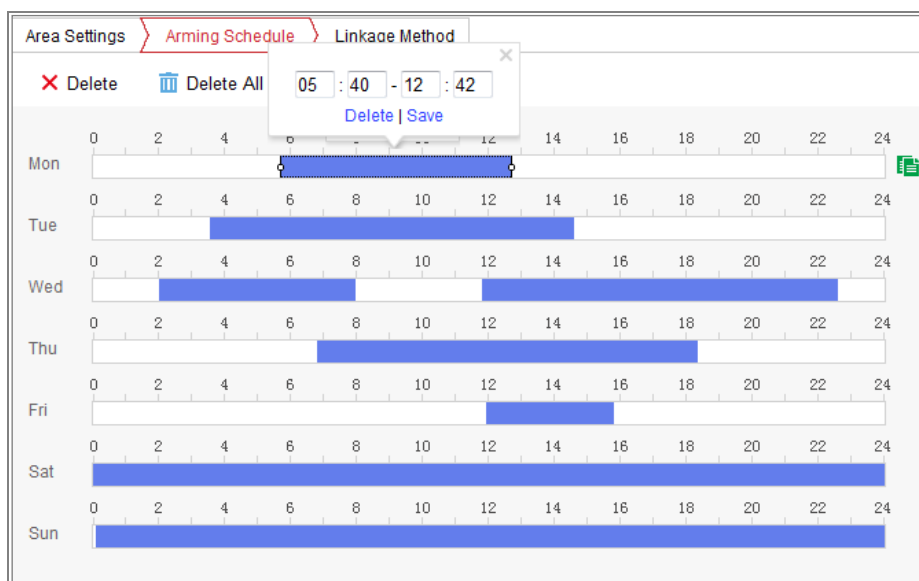 Area Settings Arming Schedule Linkage Method
Delete Delete All
05 : 40 - 12 : 42
Delete | Save
0 2 4 6 12 14 16 18 20 22 24
Mon
0 2 4 6 8 10 12 14 16 18 20 22 24
Tue
0 2 4 6 8 10 12 14 16 18 20 22 24
Wed
0 2 4 6 8 10 12 14 16 18 20 22 24
Thu
0 2 4 6 8 10 12 14 16 18 20 22 24
Fri
0 2 4 6 8 10 12 14 16 18 20 22 24
Sat
0 2 4 6 8 10 12 14 16 18 20 22 24
Sun